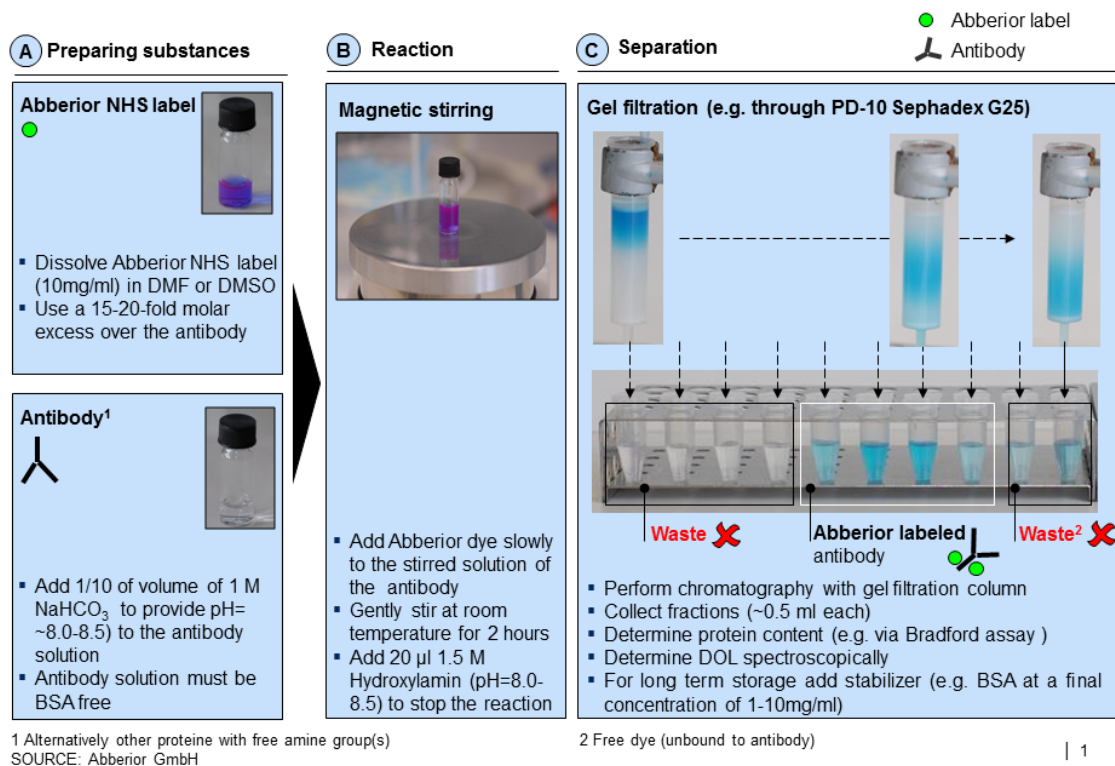 Abberior label
Antibody
A Preparing substances
B Reaction
C Separation
Abberior NHS label
▪ Dissolve Abberior NHS label
(10mg/ml) in DMF or DMSO
▪ Use a 15-20-fold molar
excess over the antibody
Antibody¹
▪ Add 1/10 of volume of 1 M
NaHCO₃ to provide pH=
~8.0-8.5) to the antibody
solution
▪ Antibody solution must be
BSA free
Magnetic stirring
▪ Add Abberior dye slowly
to the stirred solution of
the antibody
▪ Gently stir at room
temperature for 2 hours
▪ Add 20 µl 1.5 M
Hydroxylamin (pH=8.0-
8.5) to stop the reaction
Gel filtration (e.g. through PD-10 Sephadex G25)
Waste
Abberior labeled
antibody
Waste²
▪ Perform chromatography with gel filtration column
▪ Collect fractions (~0.5 ml each)
▪ Determine protein content (e.g. via Bradford assay )
▪ Determine DOL spectroscopically
▪ For long term storage add stabilizer (e.g. BSA at a final
concentration of 1-10mg/ml)
1 Alternatively other proteine with free amine group(s)
SOURCE: Abberior GmbH
2 Free dye (unbound to antibody)
| 1